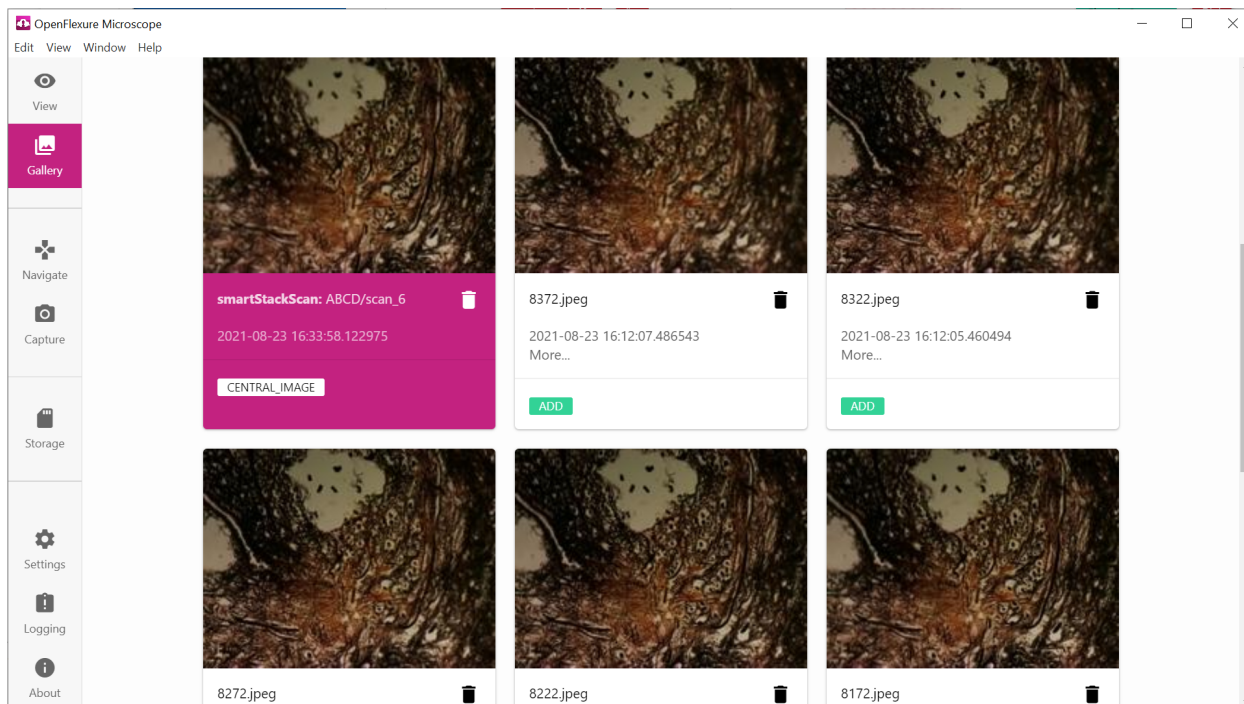 OpenFlexure Microscope
Edit View Window Help
View
Gallery
Navigate
Capture
Storage
Settings
Logging
About
smartStackScan: ABCD/scan_6
2021-08-23 16:33:58.122975
CENTRAL_IMAGE
8372.jpeg
2021-08-23 16:12:07.486543
More...
ADD
8322.jpeg
2021-08-23 16:12:05.460494
More...
ADD
8272.jpeg
8222.jpeg
8172.jpeg